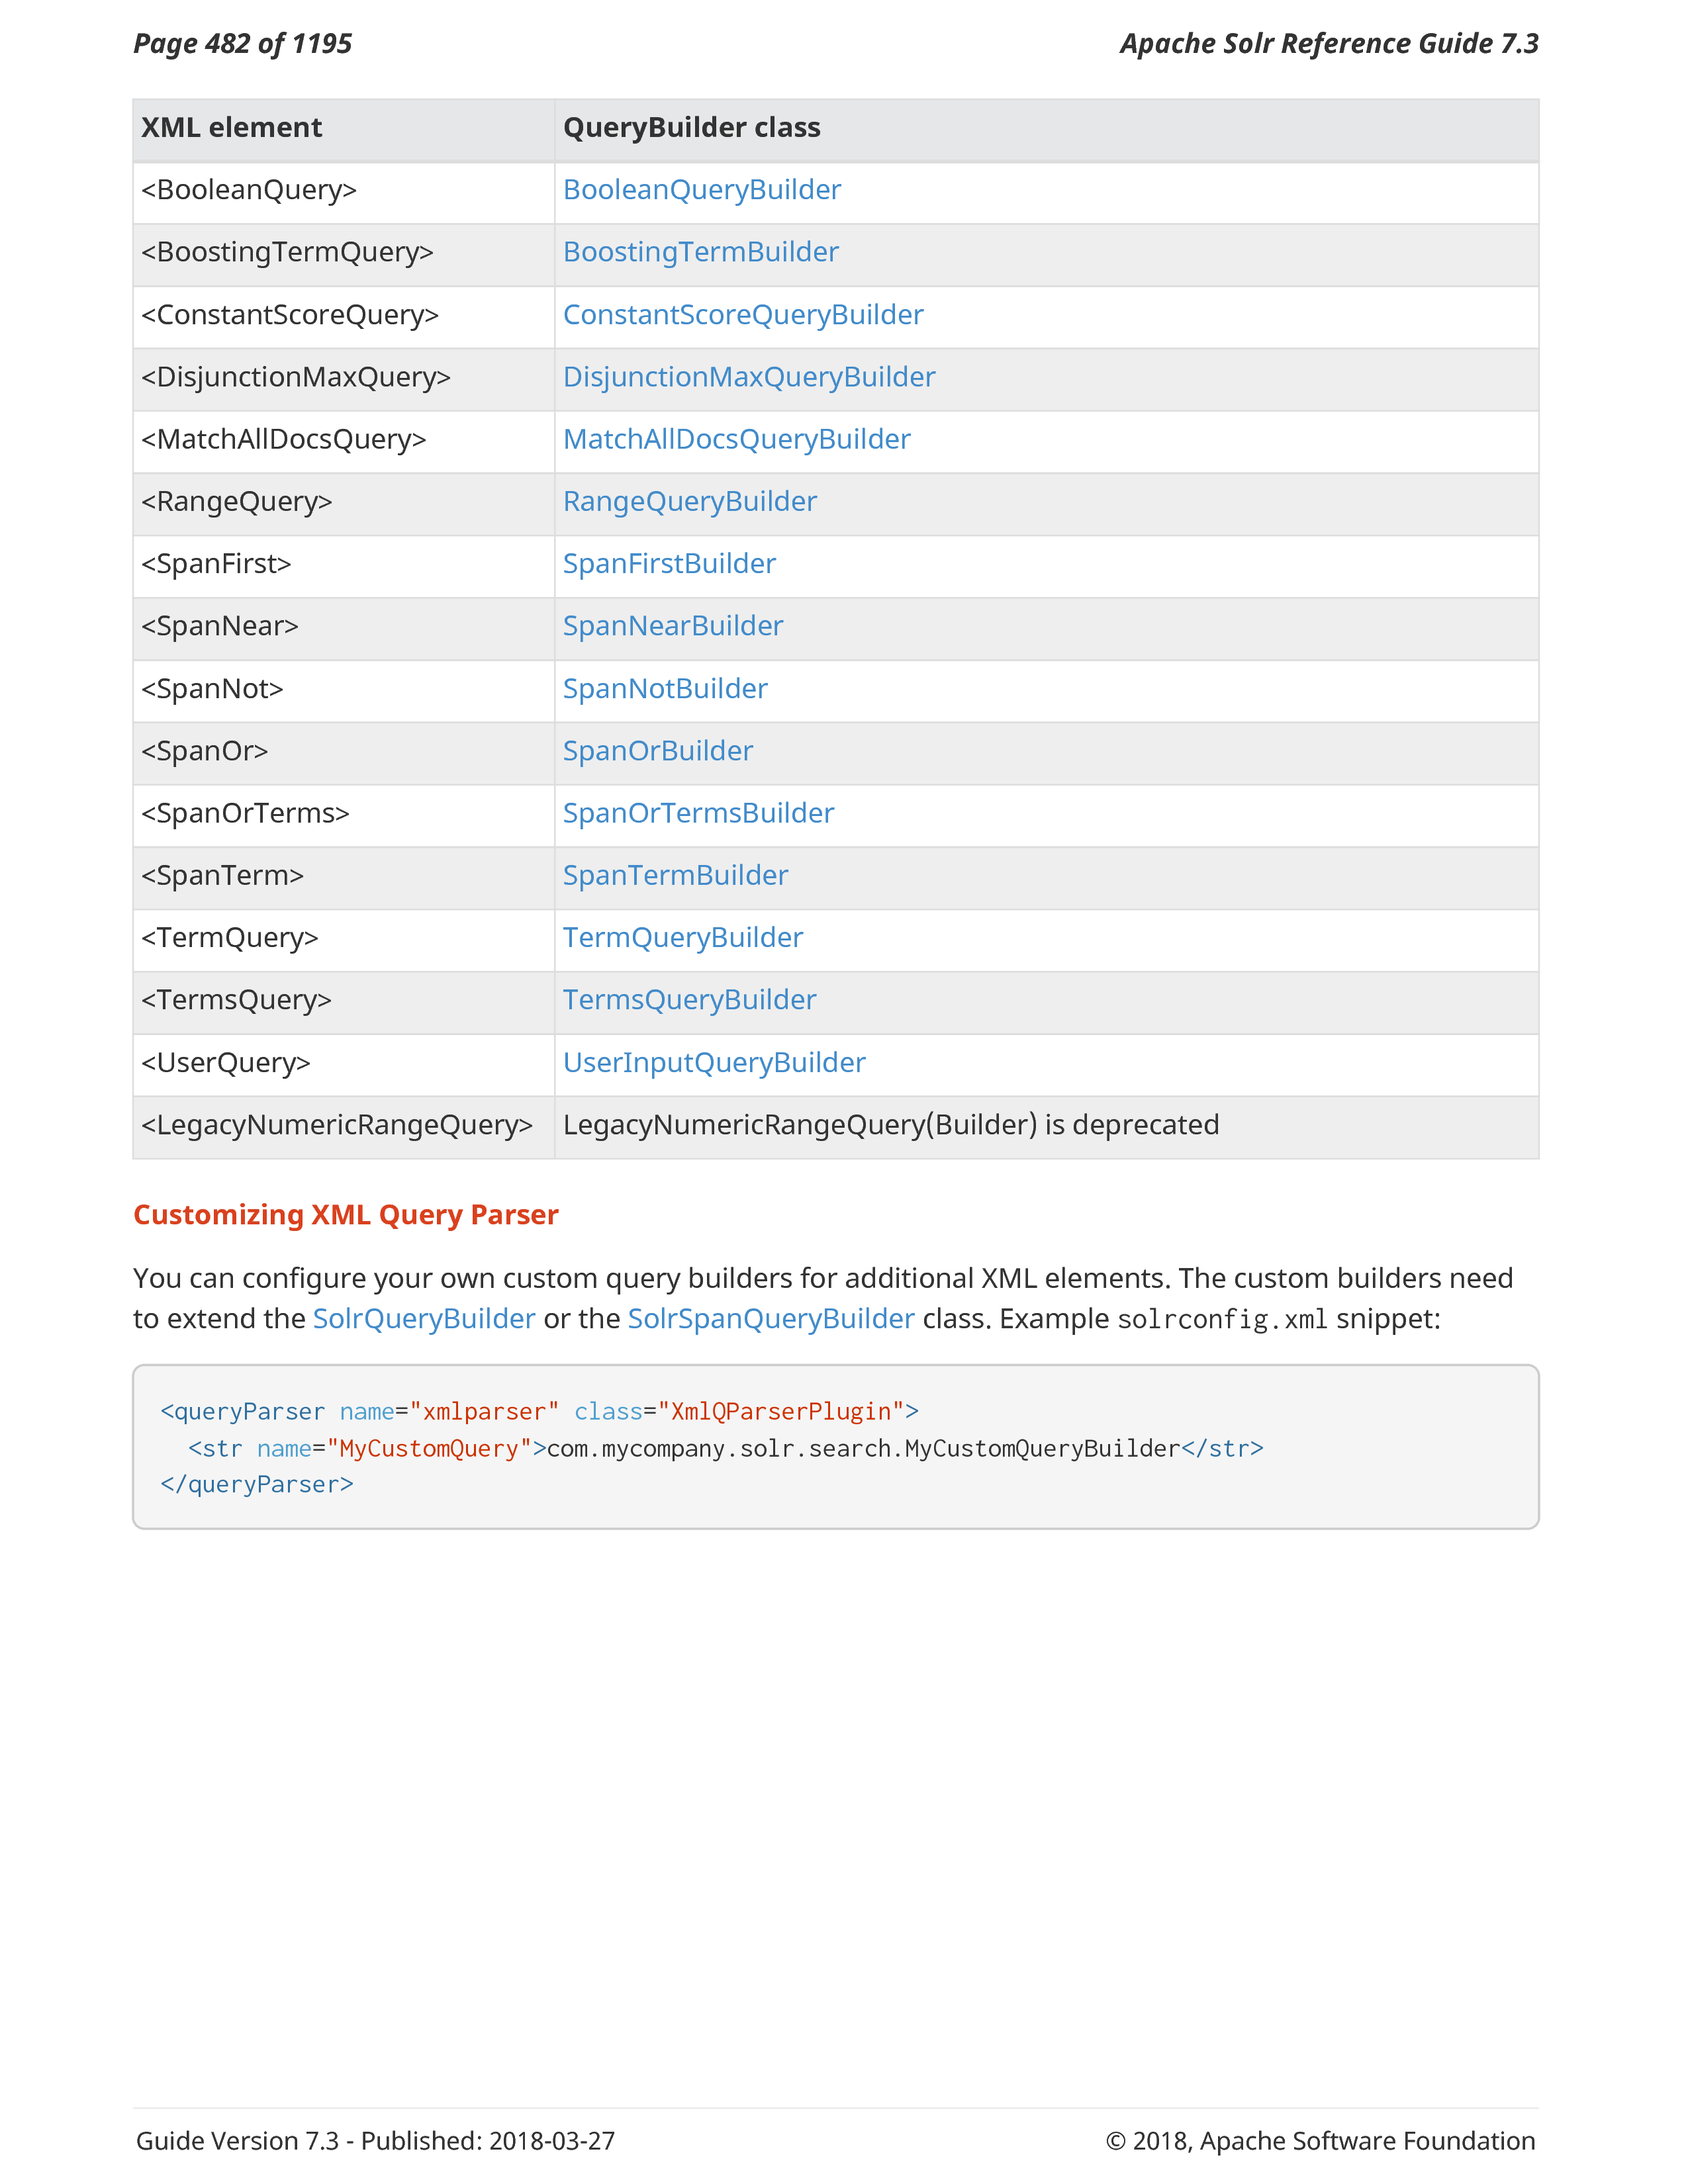 Page 482 of 1195 Apache Solr Reference Guide 7.3
XML element QueryBuilder class
<BooleanQuery> BooleanQueryBuilder
<BoostingTermQuery> BoostingTermBuilder
<ConstantScoreQuery> ConstantScoreQueryBuilder
<DisjunctionMaxQuery> DisjunctionMaxQueryBuilder
<MatchAllDocsQuery> MatchAllDocsQueryBuilder
<RangeQuery> RangeQueryBuilder
<SpanFirst> SpanFirstBuilder
<SpanNear> SpanNearBuilder
<SpanNot> SpanNotBuilder
<SpanOr> SpanOrBuilder
<SpanOrTerms> SpanOrTermsBuilder
<SpanTerm> SpanTermBuilder
<TermQuery> TermQueryBuilder
<TermsQuery> TermsQueryBuilder
<UserQuery> UserInputQueryBuilder
<LegacyNumericRangeQuery> LegacyNumericRangeQuery(Builder) is deprecated
Customizing XML Query Parser
You can configure your own custom query builders for additional XML elements. The custom builders need
to extend the SolrQueryBuilder or the SolrSpanQueryBuilder class. Example solrconfig.xml snippet:
<queryParser name="xmlparser" class="XmlQParserPlugin">
  <str name="MyCustomQuery">com.mycompany.solr.search.MyCustomQueryBuilder</str>
</queryParser>
Guide Version 7.3 - Published: 2018-03-27 © 2018, Apache Software Foundation